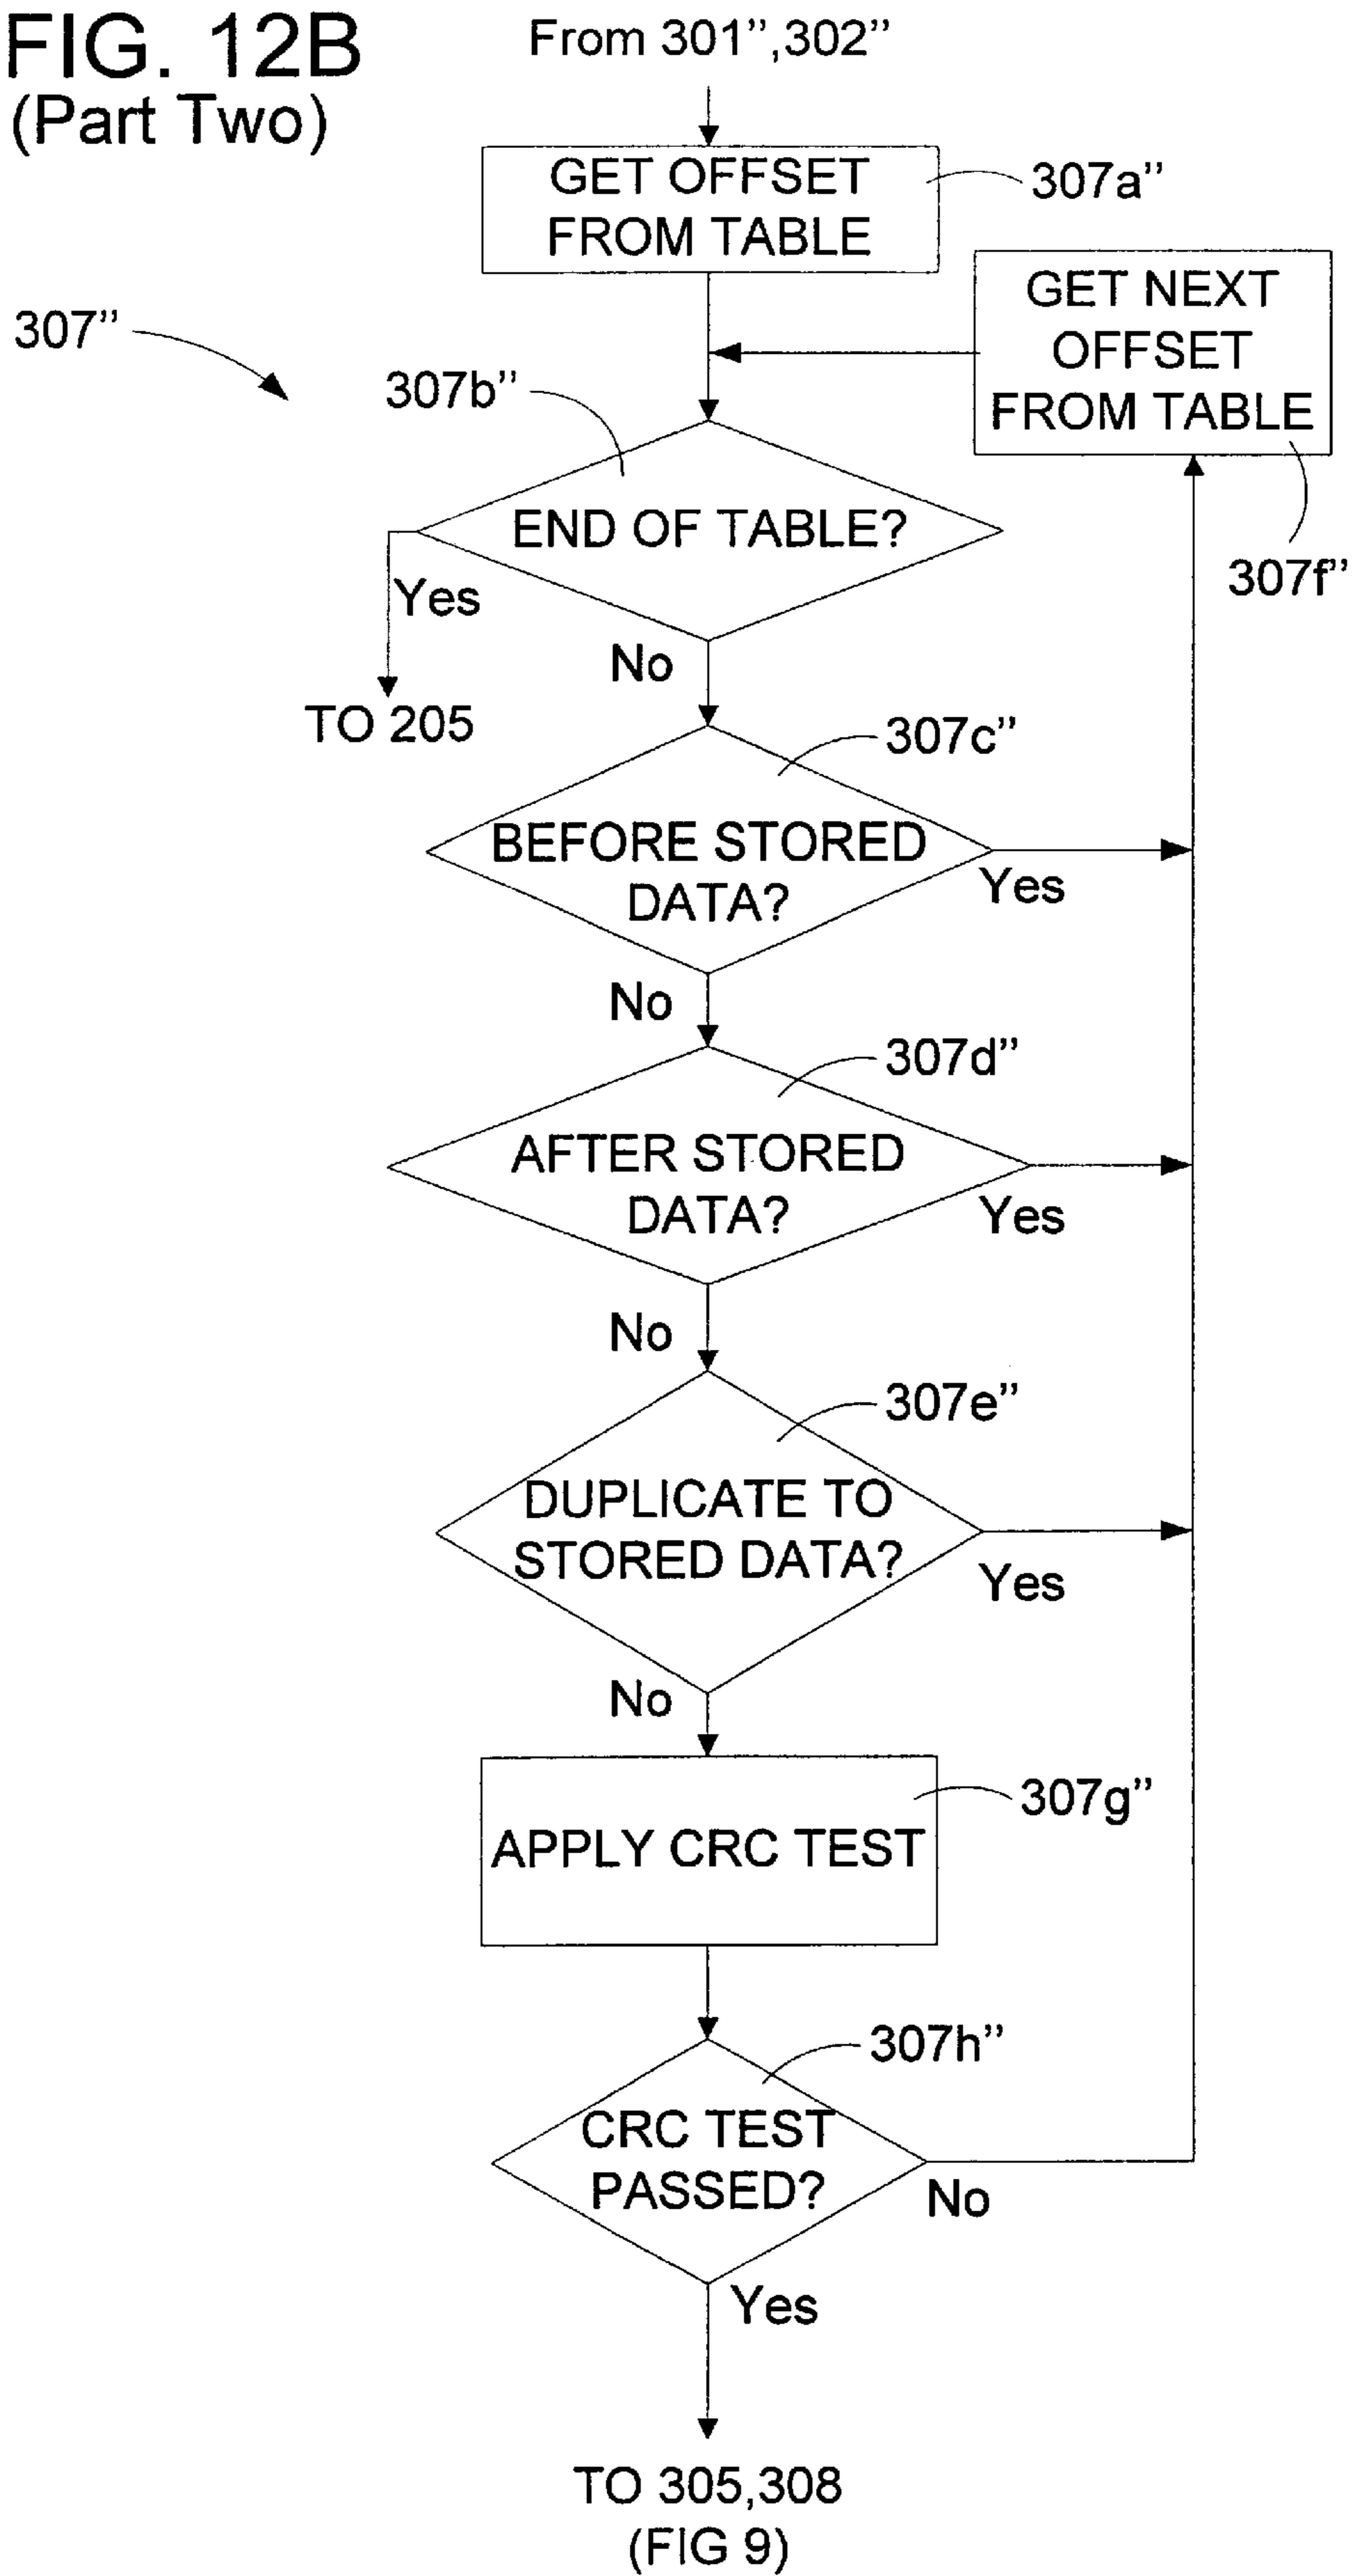 FIG. 12B
(Part Two)
From 301”,302”
GET OFFSET
FROM TABLE
307a”
GET NEXT
OFFSET
FROM TABLE
307f”
307”
307b”
END OF TABLE?
Yes
TO 205
No
307c”
BEFORE STORED
DATA?
Yes
No
307d”
AFTER STORED
DATA?
Yes
No
307e”
DUPLICATE TO
STORED DATA?
Yes
No
307g”
APPLY CRC TEST
307h”
CRC TEST
PASSED?
No
Yes
TO 305,308
(FIG 9)